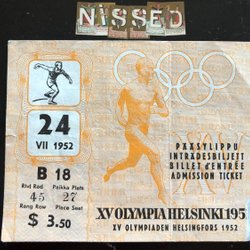 NISSED
24
VII 1952
B 18
Rivi Rad Paikka Plats
45 27
Rang Row Place Seat
$ 3.50
PÄÄSYLIPPU
INTRÄDESBILJETT
BILLET D'ENTRÉE
ADMISSION TICKET
XV OLYMPIA HELSINKI 195
XV OLYMPIADEN HELSINGFORS 1952